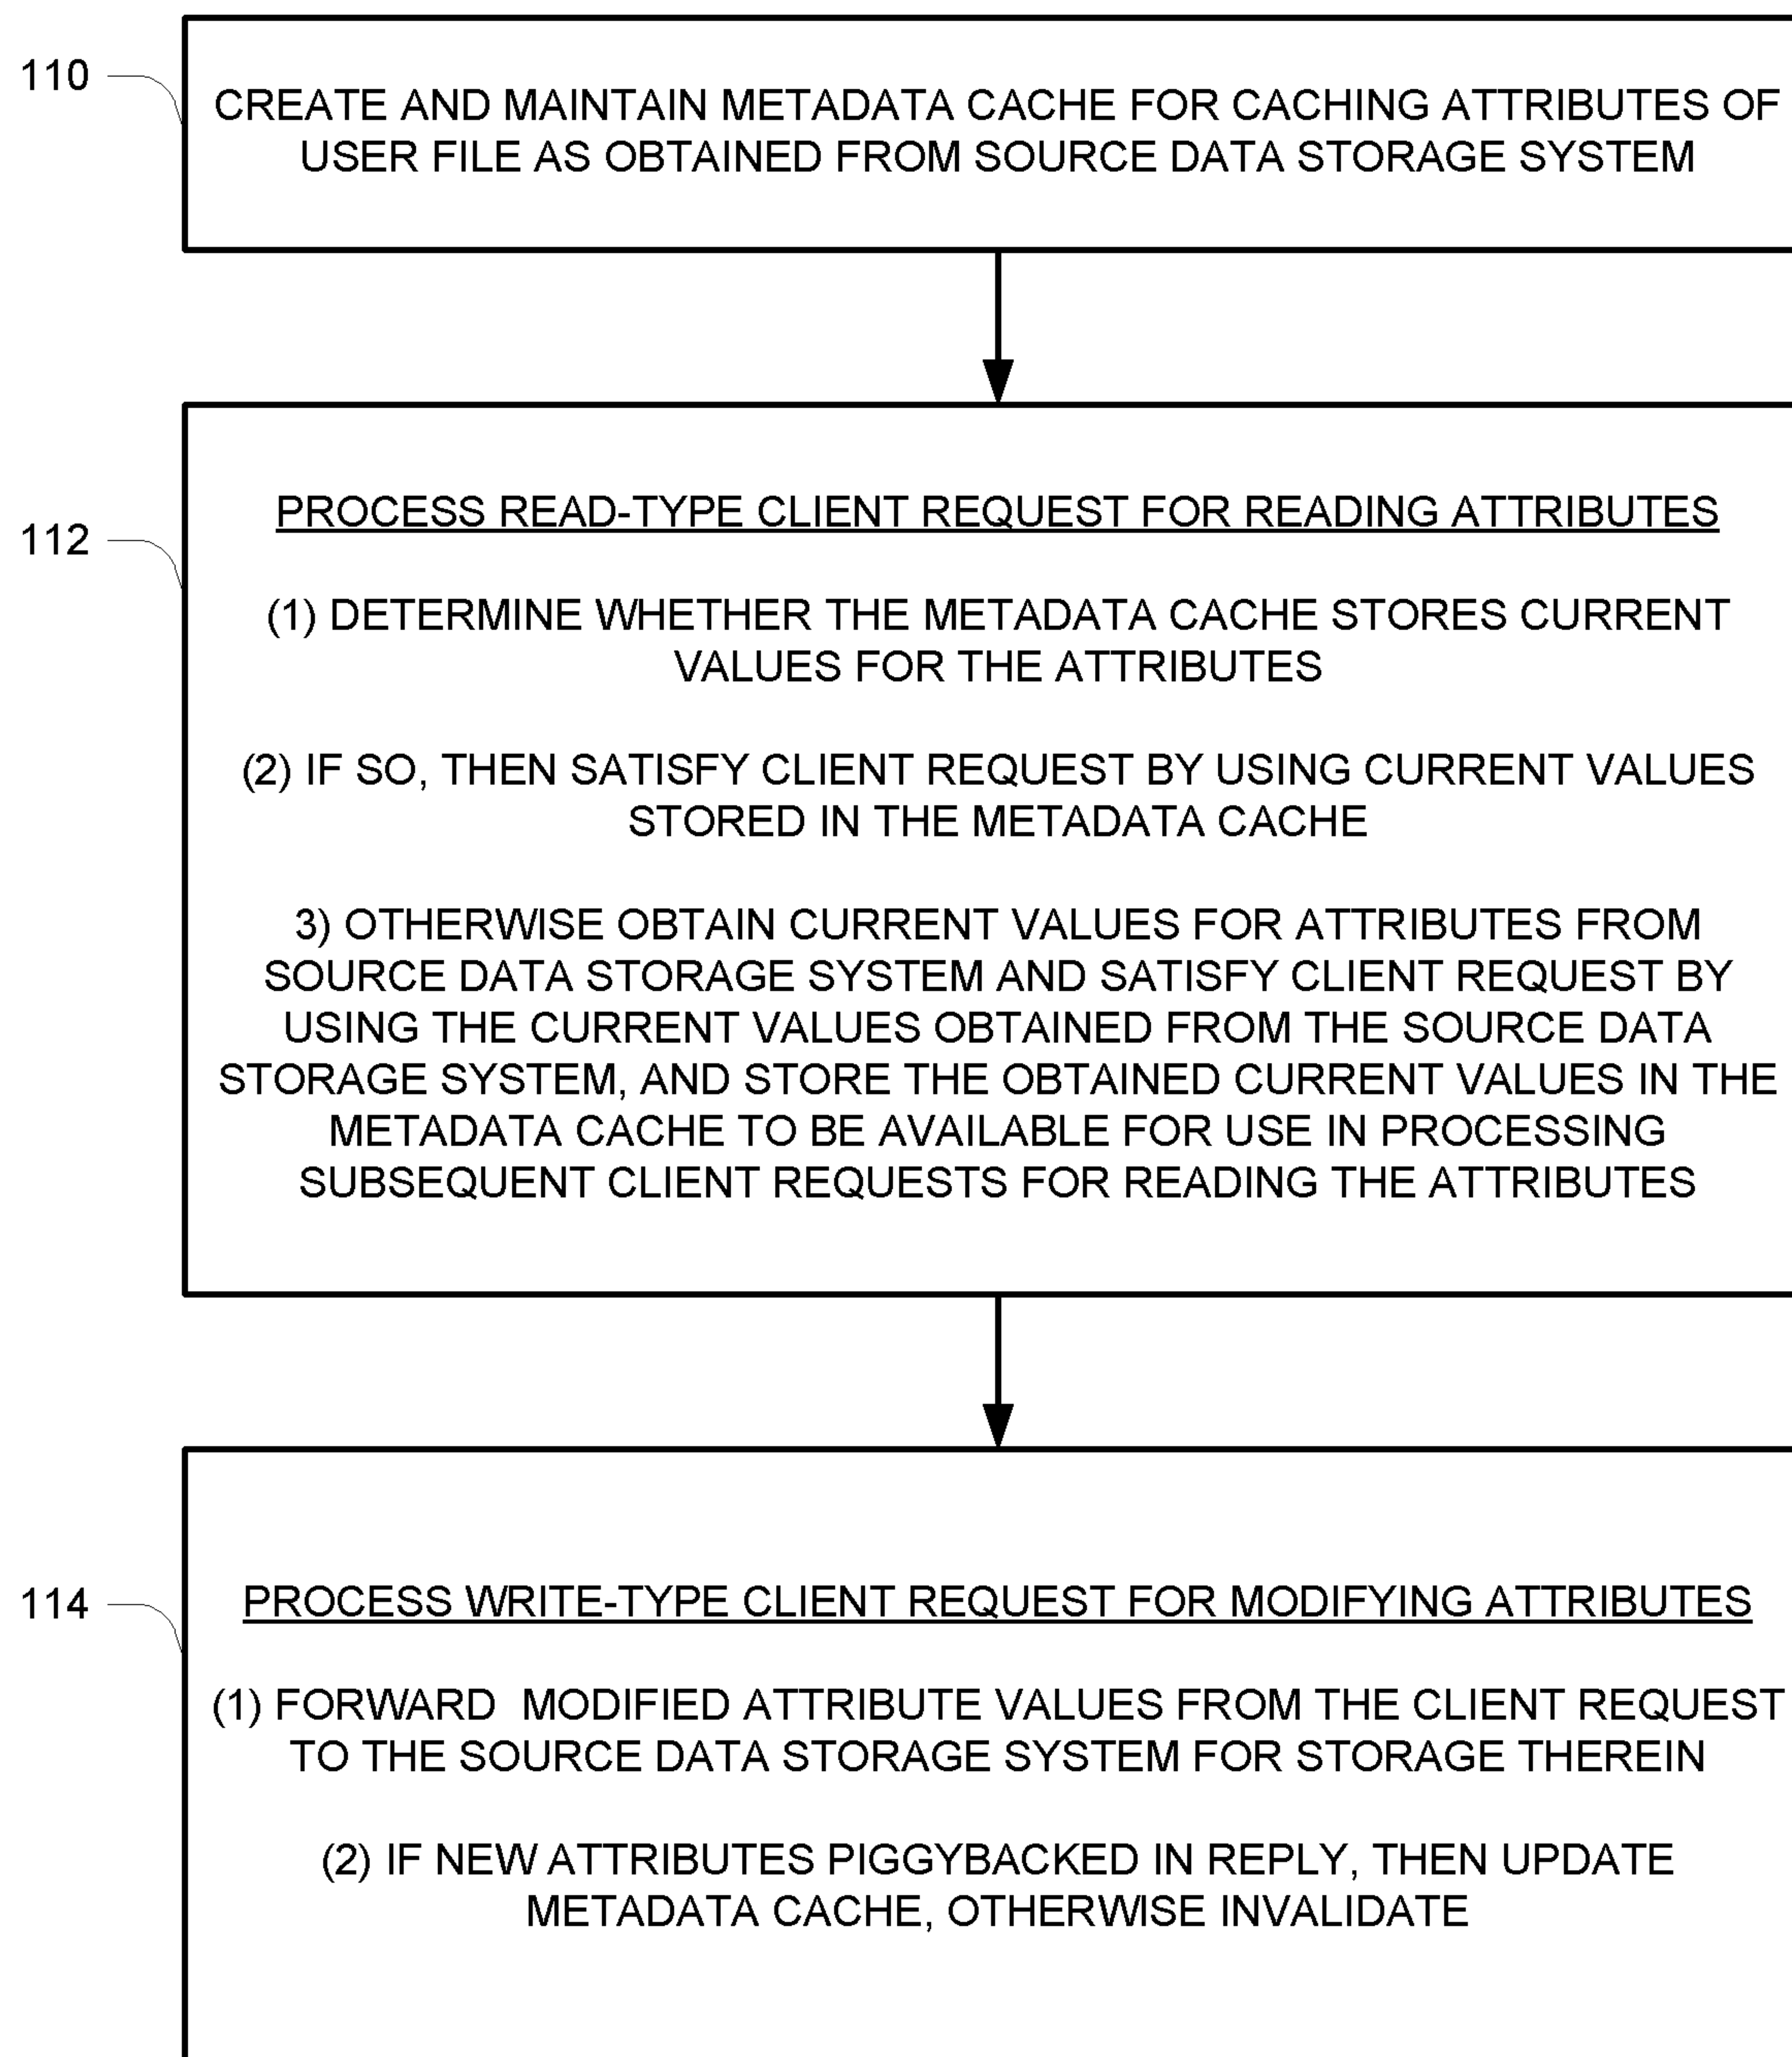 110
CREATE AND MAINTAIN METADATA CACHE FOR CACHING ATTRIBUTES OF
USER FILE AS OBTAINED FROM SOURCE DATA STORAGE SYSTEM
112
PROCESS READ-TYPE CLIENT REQUEST FOR READING ATTRIBUTES
(1) DETERMINE WHETHER THE METADATA CACHE STORES CURRENT
VALUES FOR THE ATTRIBUTES
(2) IF SO, THEN SATISFY CLIENT REQUEST BY USING CURRENT VALUES
STORED IN THE METADATA CACHE
3) OTHERWISE OBTAIN CURRENT VALUES FOR ATTRIBUTES FROM
SOURCE DATA STORAGE SYSTEM AND SATISFY CLIENT REQUEST BY
USING THE CURRENT VALUES OBTAINED FROM THE SOURCE DATA
STORAGE SYSTEM, AND STORE THE OBTAINED CURRENT VALUES IN THE
METADATA CACHE TO BE AVAILABLE FOR USE IN PROCESSING
SUBSEQUENT CLIENT REQUESTS FOR READING THE ATTRIBUTES
114
PROCESS WRITE-TYPE CLIENT REQUEST FOR MODIFYING ATTRIBUTES
(1) FORWARD  MODIFIED ATTRIBUTE VALUES FROM THE CLIENT REQUEST
TO THE SOURCE DATA STORAGE SYSTEM FOR STORAGE THEREIN
(2) IF NEW ATTRIBUTES PIGGYBACKED IN REPLY, THEN UPDATE
METADATA CACHE, OTHERWISE INVALIDATE